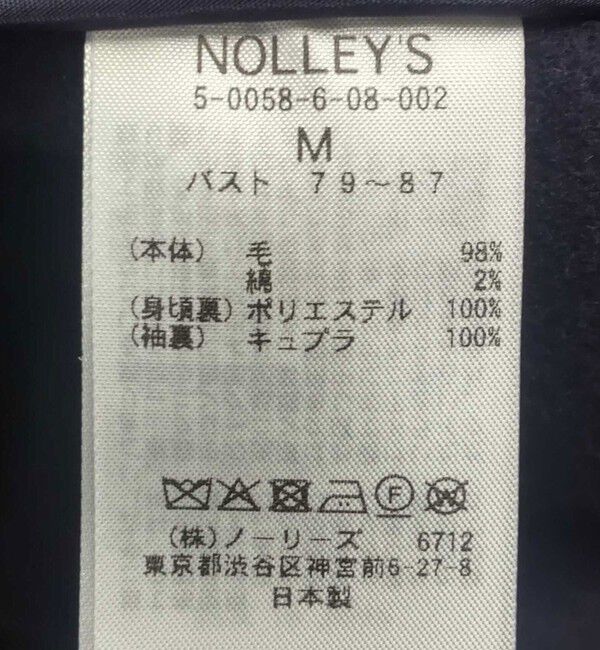 NOLLEY'S
5-0058-6-08-002
M
バスト 79～87
(本体) 毛 98%
綿 2%
(身頃裏) ポリエステル 100%
(袖裏) キュプラ 100%
F W
(株)ノーリーズ 6712
東京都渋谷区神宮前6-27-8
日本製